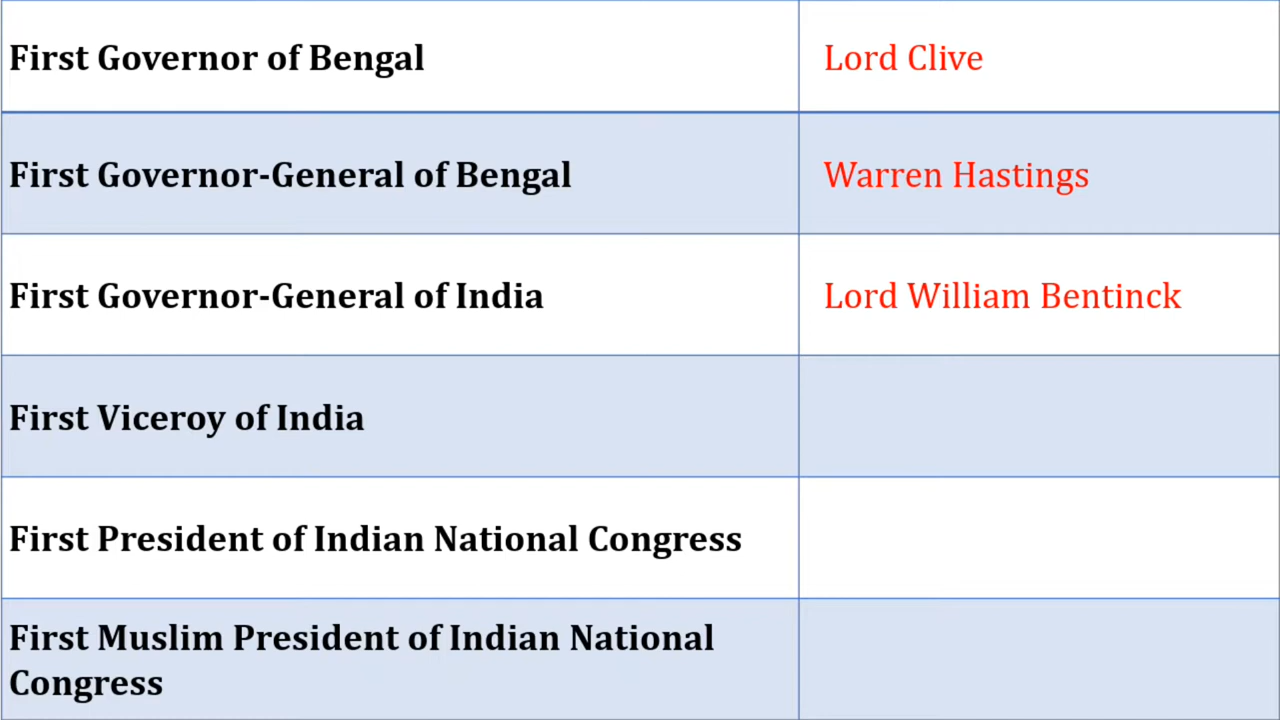 First Governor of Bengal
Lord Clive
First Governor-General of Bengal
Warren Hastings
First Governor-General of India
Lord William Bentinck
First Viceroy of India
First President of Indian National Congress
First Muslim President of Indian National
Congress